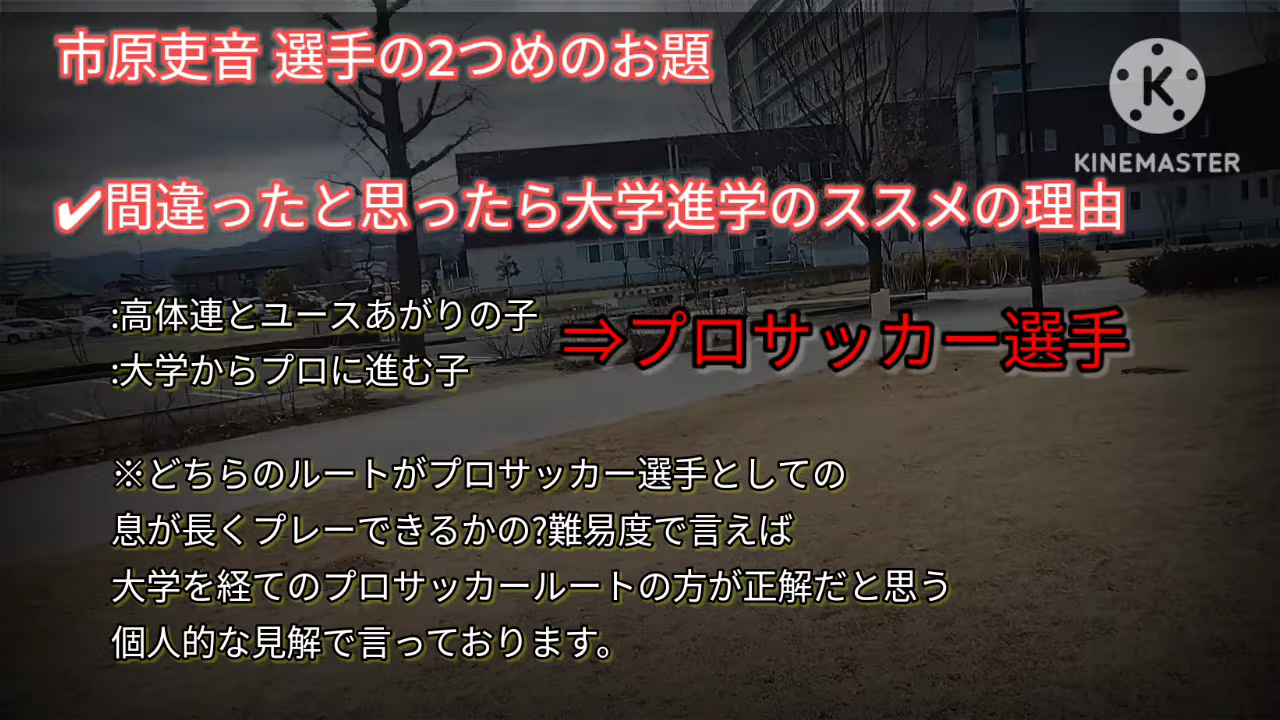 市原吏音 選手の2つめのお題
KINEMASTER
✔間違ったと思ったら大学進学のススメの理由
:高体連とユースあがりの子
⇒プロサッカー選手
:大学からプロに進む子
※どちらのルートがプロサッカー選手としての
息が長くプレーできるかの?難易度で言えば
大学を経てのプロサッカールートの方が正解だと思う
個人的な見解で言っております。